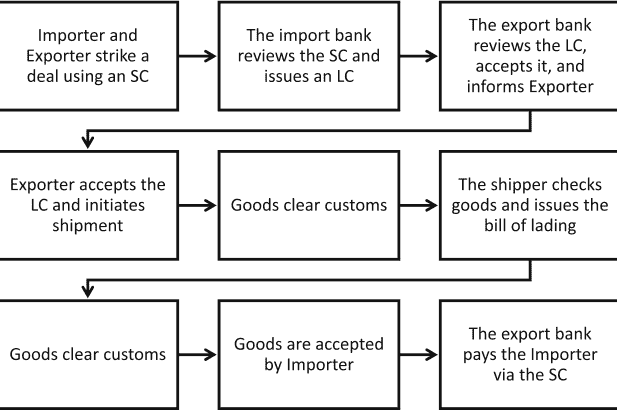 Importer and
Exporter strike a
deal using an SC
The import bank
reviews the SC and
issues an LC
The export bank
reviews the LC,
accepts it, and
informs Exporter
Exporter accepts the
LC and initiates
shipment
Goods clear customs
The shipper checks
goods and issues the
bill of lading
Goods clear customs
Goods are accepted
by Importer
The export bank
pays the Importer
via the SC